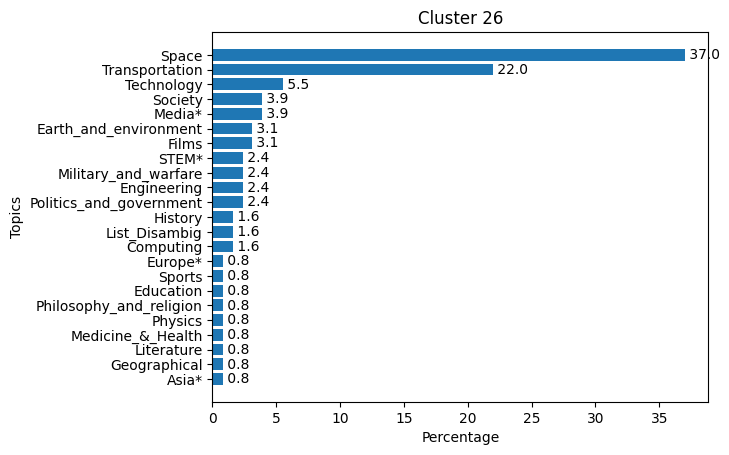 Cluster 26
Topics
Space 37.0
Transportation 22.0
Technology 5.5
Society 3.9
Media* 3.9
Earth_and_environment 3.1
Films 3.1
STEM* 2.4
Military_and_warfare 2.4
Engineering 2.4
Politics_and_government 2.4
History 1.6
List_Disambig 1.6
Computing 1.6
Europe* 0.8
Sports 0.8
Education 0.8
Philosophy_and_religion 0.8
Physics 0.8
Medicine_&_Health 0.8
Literature 0.8
Geographical 0.8
Asia* 0.8
0 5 10 15 20 25 30 35
Percentage